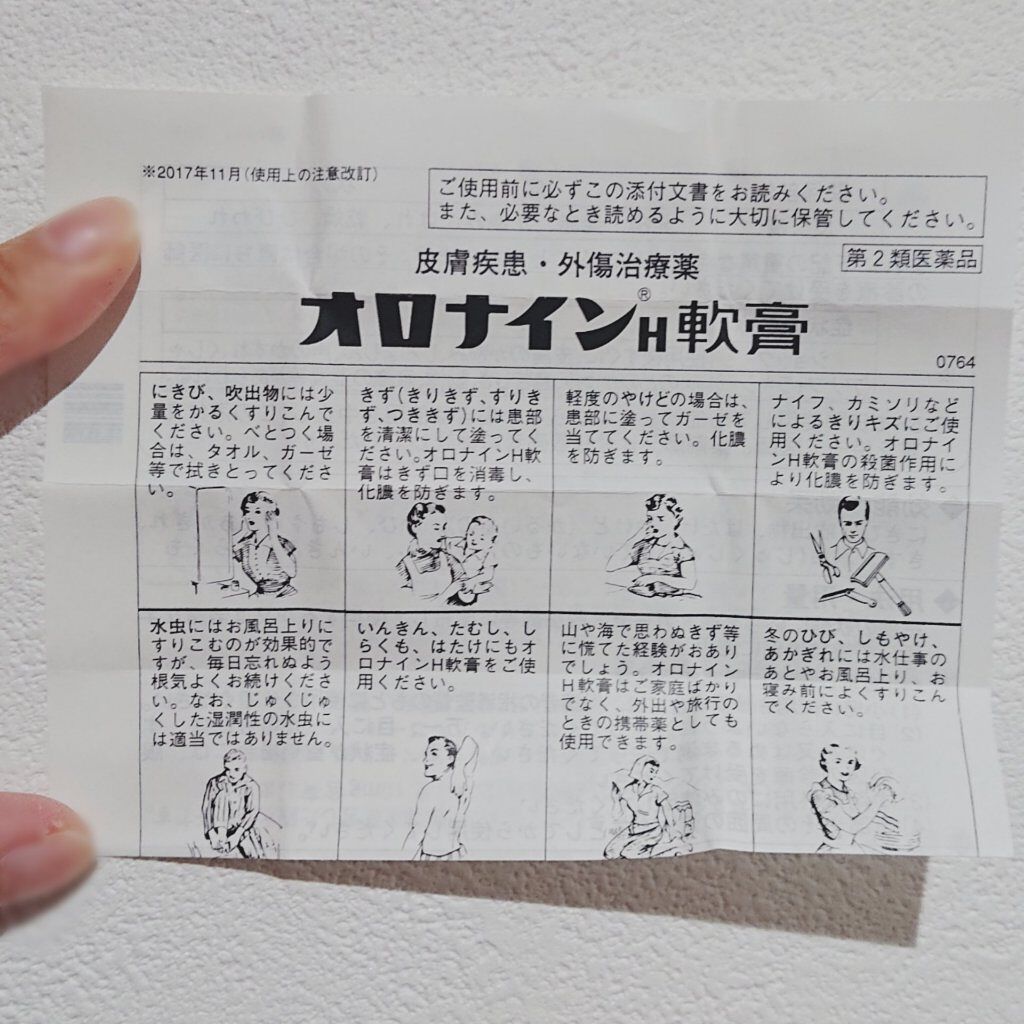 ※2017年11月(使用上の注意改訂)
ご使用前に必ずこの添付文書をお読みください。
また、必要なとき読めるように大切に保管してください。
皮膚疾患・外傷治療薬
第2類医薬品
オロナイン®H軟膏
0764
にきび、吹出物には少
量をかるくすりこんで
ください。べとつく場
合は、タオル、ガーゼ
等で拭きとってくださ
い。
きず(きりきず、すりき
ず、つききず)には患部
を清潔にして塗ってく
ださい。オロナインH軟
膏はきず口を消毒し、
化膿を防ぎます。
軽度のやけどの場合は、
患部に塗ってガーゼを
当ててください。化膿
を防ぎます。
ナイフ、カミソリなど
によるきりキズにご使
用ください。オロナイ
ンH軟膏の殺菌作用に
より化膿を防ぎます。
水虫にはお風呂上りに
すりこむのが効果的で
すが、毎日忘れぬよう
根気よくお続けくださ
い。なお、じゅくじゅ
くした湿潤性の水虫に
は適当ではありません。
いんきん、たむし、し
らくも、はたけにもオ
ロナインH軟膏をご使
用ください。
山や海で思わぬきず等
に慌てた経験がおあり
でしょう。オロナイン
H軟膏はご家庭ばかり
でなく、外出や旅行の
ときの携帯薬としても
使用できます。
冬のひび、しもやけ、
あかぎれには水仕事の
あとやお風呂上り、お
寝み前によくすりこん
でください。